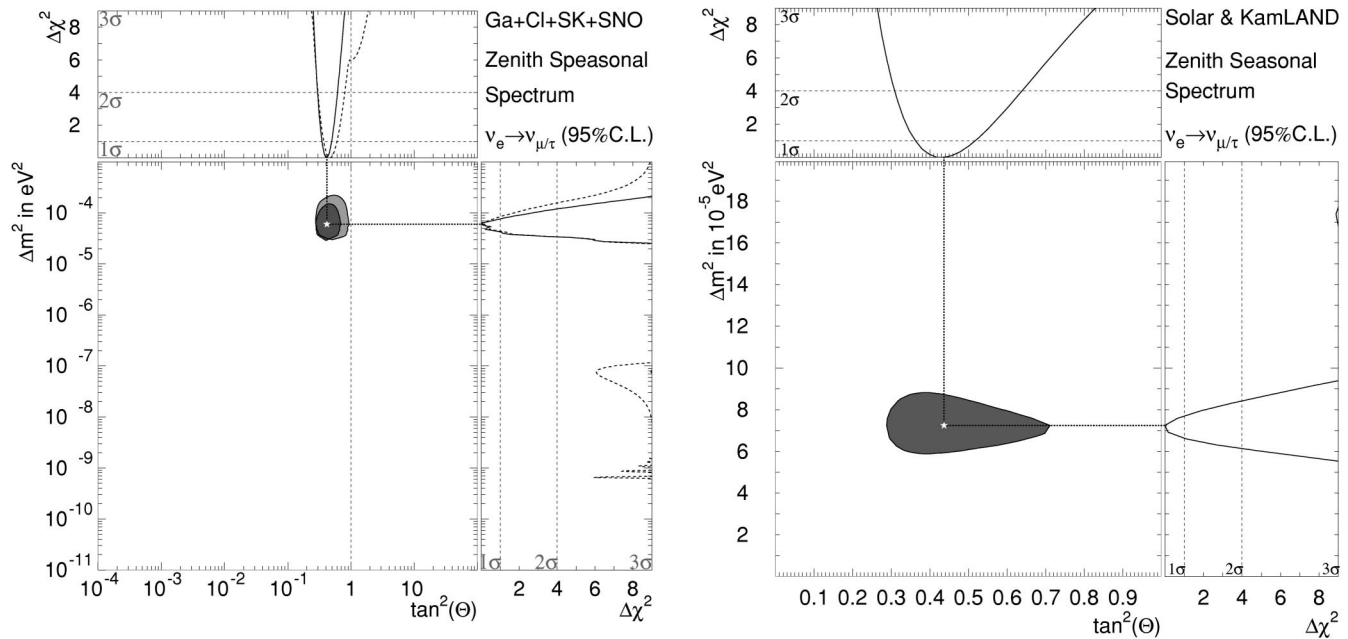 3σ
Δχ²
8
6
4
2σ
2
1σ
Ga+Cl+SK+SNO
Zenith Speasonal
Spectrum
νe→νμ/τ (95%C.L.)
Δm² in eV²
10⁻⁴
10⁻⁵
10⁻⁶
10⁻⁷
10⁻⁸
10⁻⁹
10⁻¹⁰
10⁻¹¹
1σ 2σ 3σ
10⁻⁴ 10⁻³ 10⁻² 10⁻¹ 1 10 2 4 6 8
tan²(Θ) Δχ²
3σ
Δχ²
8
6
4
2σ
2
1σ
Solar & KamLAND
Zenith Seasonal
Spectrum
νe→νμ/τ (95%C.L.)
Δm² in 10⁻⁵eV²
18
16
14
12
10
8
6
4
2
1σ 2σ 3σ
0.1 0.2 0.3 0.4 0.5 0.6 0.7 0.8 0.9 2 4 6 8
tan²(Θ) Δχ²